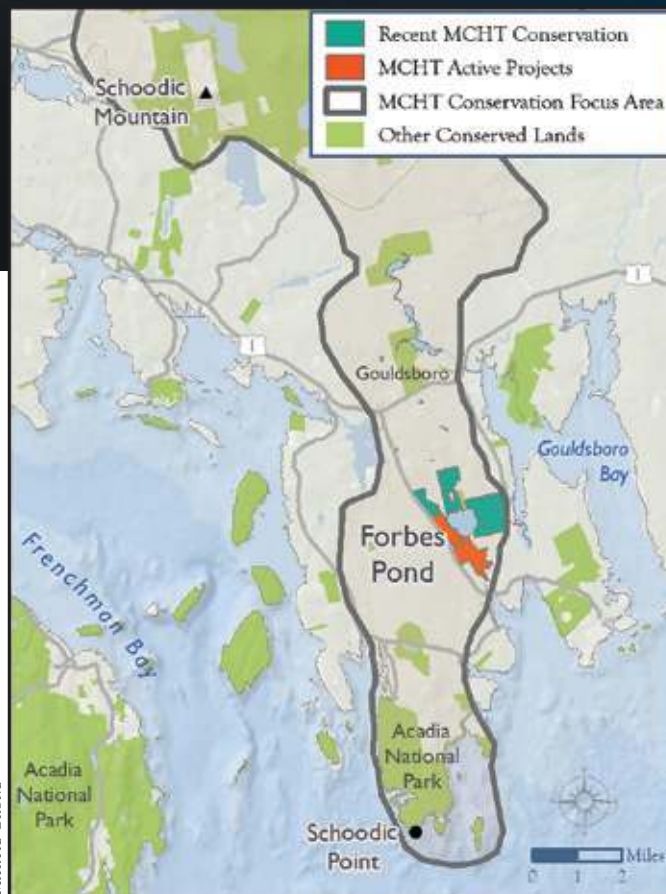 Recent MCHT Conservation
MCHT Active Projects
MCHT Conservation Focus Area
Other Conserved Lands
Schoodic
Mountain
1
1
Gouldsboro
Gouldsboro
Bay
Forbes
Pond
Frenchman Bay
Acadia
National
Park
Acadia
National
Park
Schoodic
Point
0 1 2 Miles